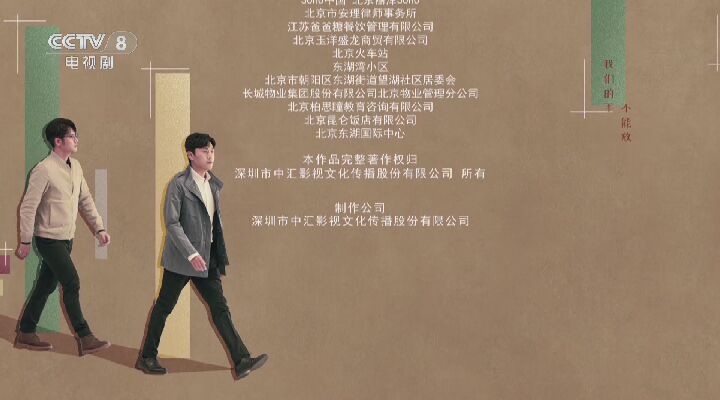 CCTV 8
电视剧
北京市安理律师事务所
江苏爸爸糖餐饮管理有限公司
北京玉洋盛龙商贸有限公司
北京火车站
东湖湾小区
北京市朝阳区东湖街道望湖社区居委会
长城物业集团股份有限公司北京物业管理分公司
北京柏思瞳教育咨询有限公司
北京昆仑饭店有限公司
北京东湖国际中心
本作品完整著作权归
深圳市中汇影视文化传播股份有限公司 所有
制作公司
深圳市中汇影视文化传播股份有限公司
我们的手
不能放